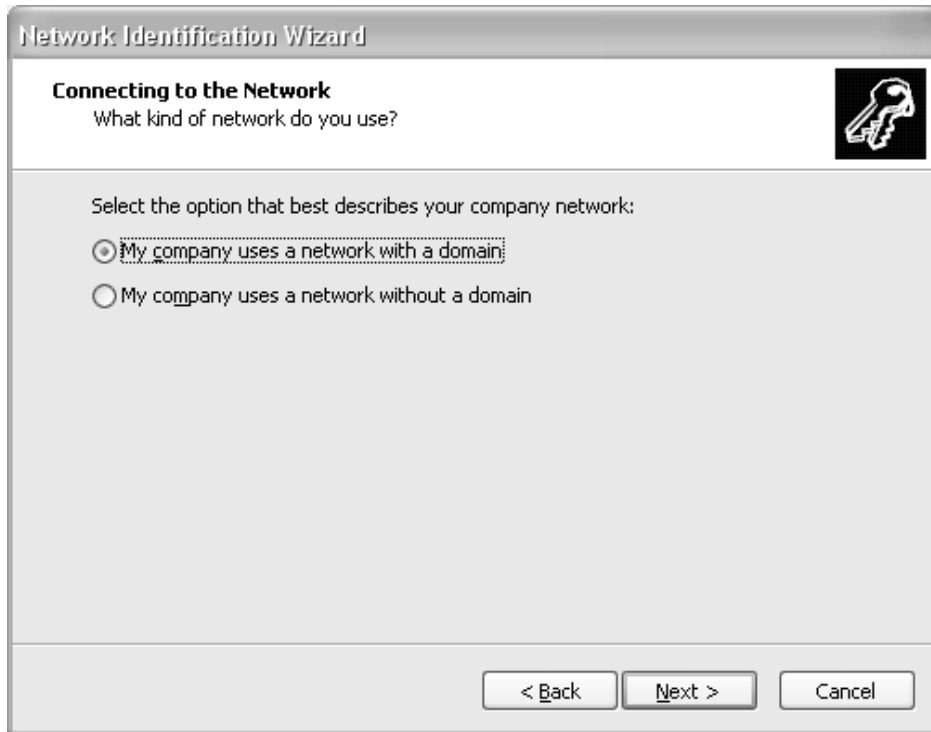 Network Identification Wizard
Connecting to the Network
What kind of network do you use?
Select the option that best describes your company network:
My company uses a network with a domain
My company uses a network without a domain
< Back Next > Cancel